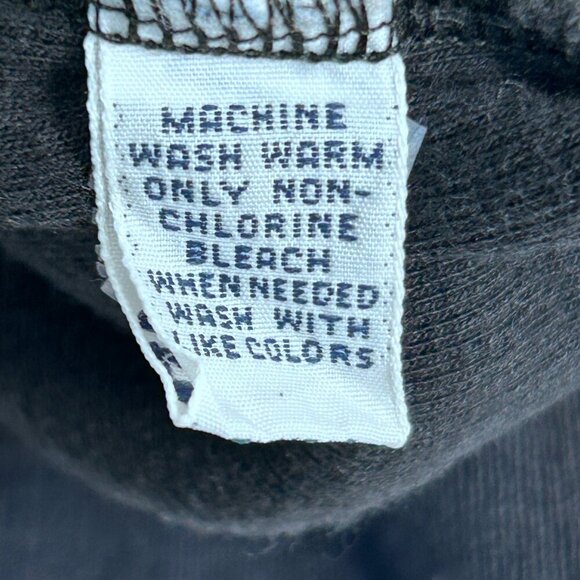 MACHINE
WASH WARM
ONLY NON-
CHLORINE
BLEACH
WHEN NEEDED
WASH WITH
LIKE COLORS